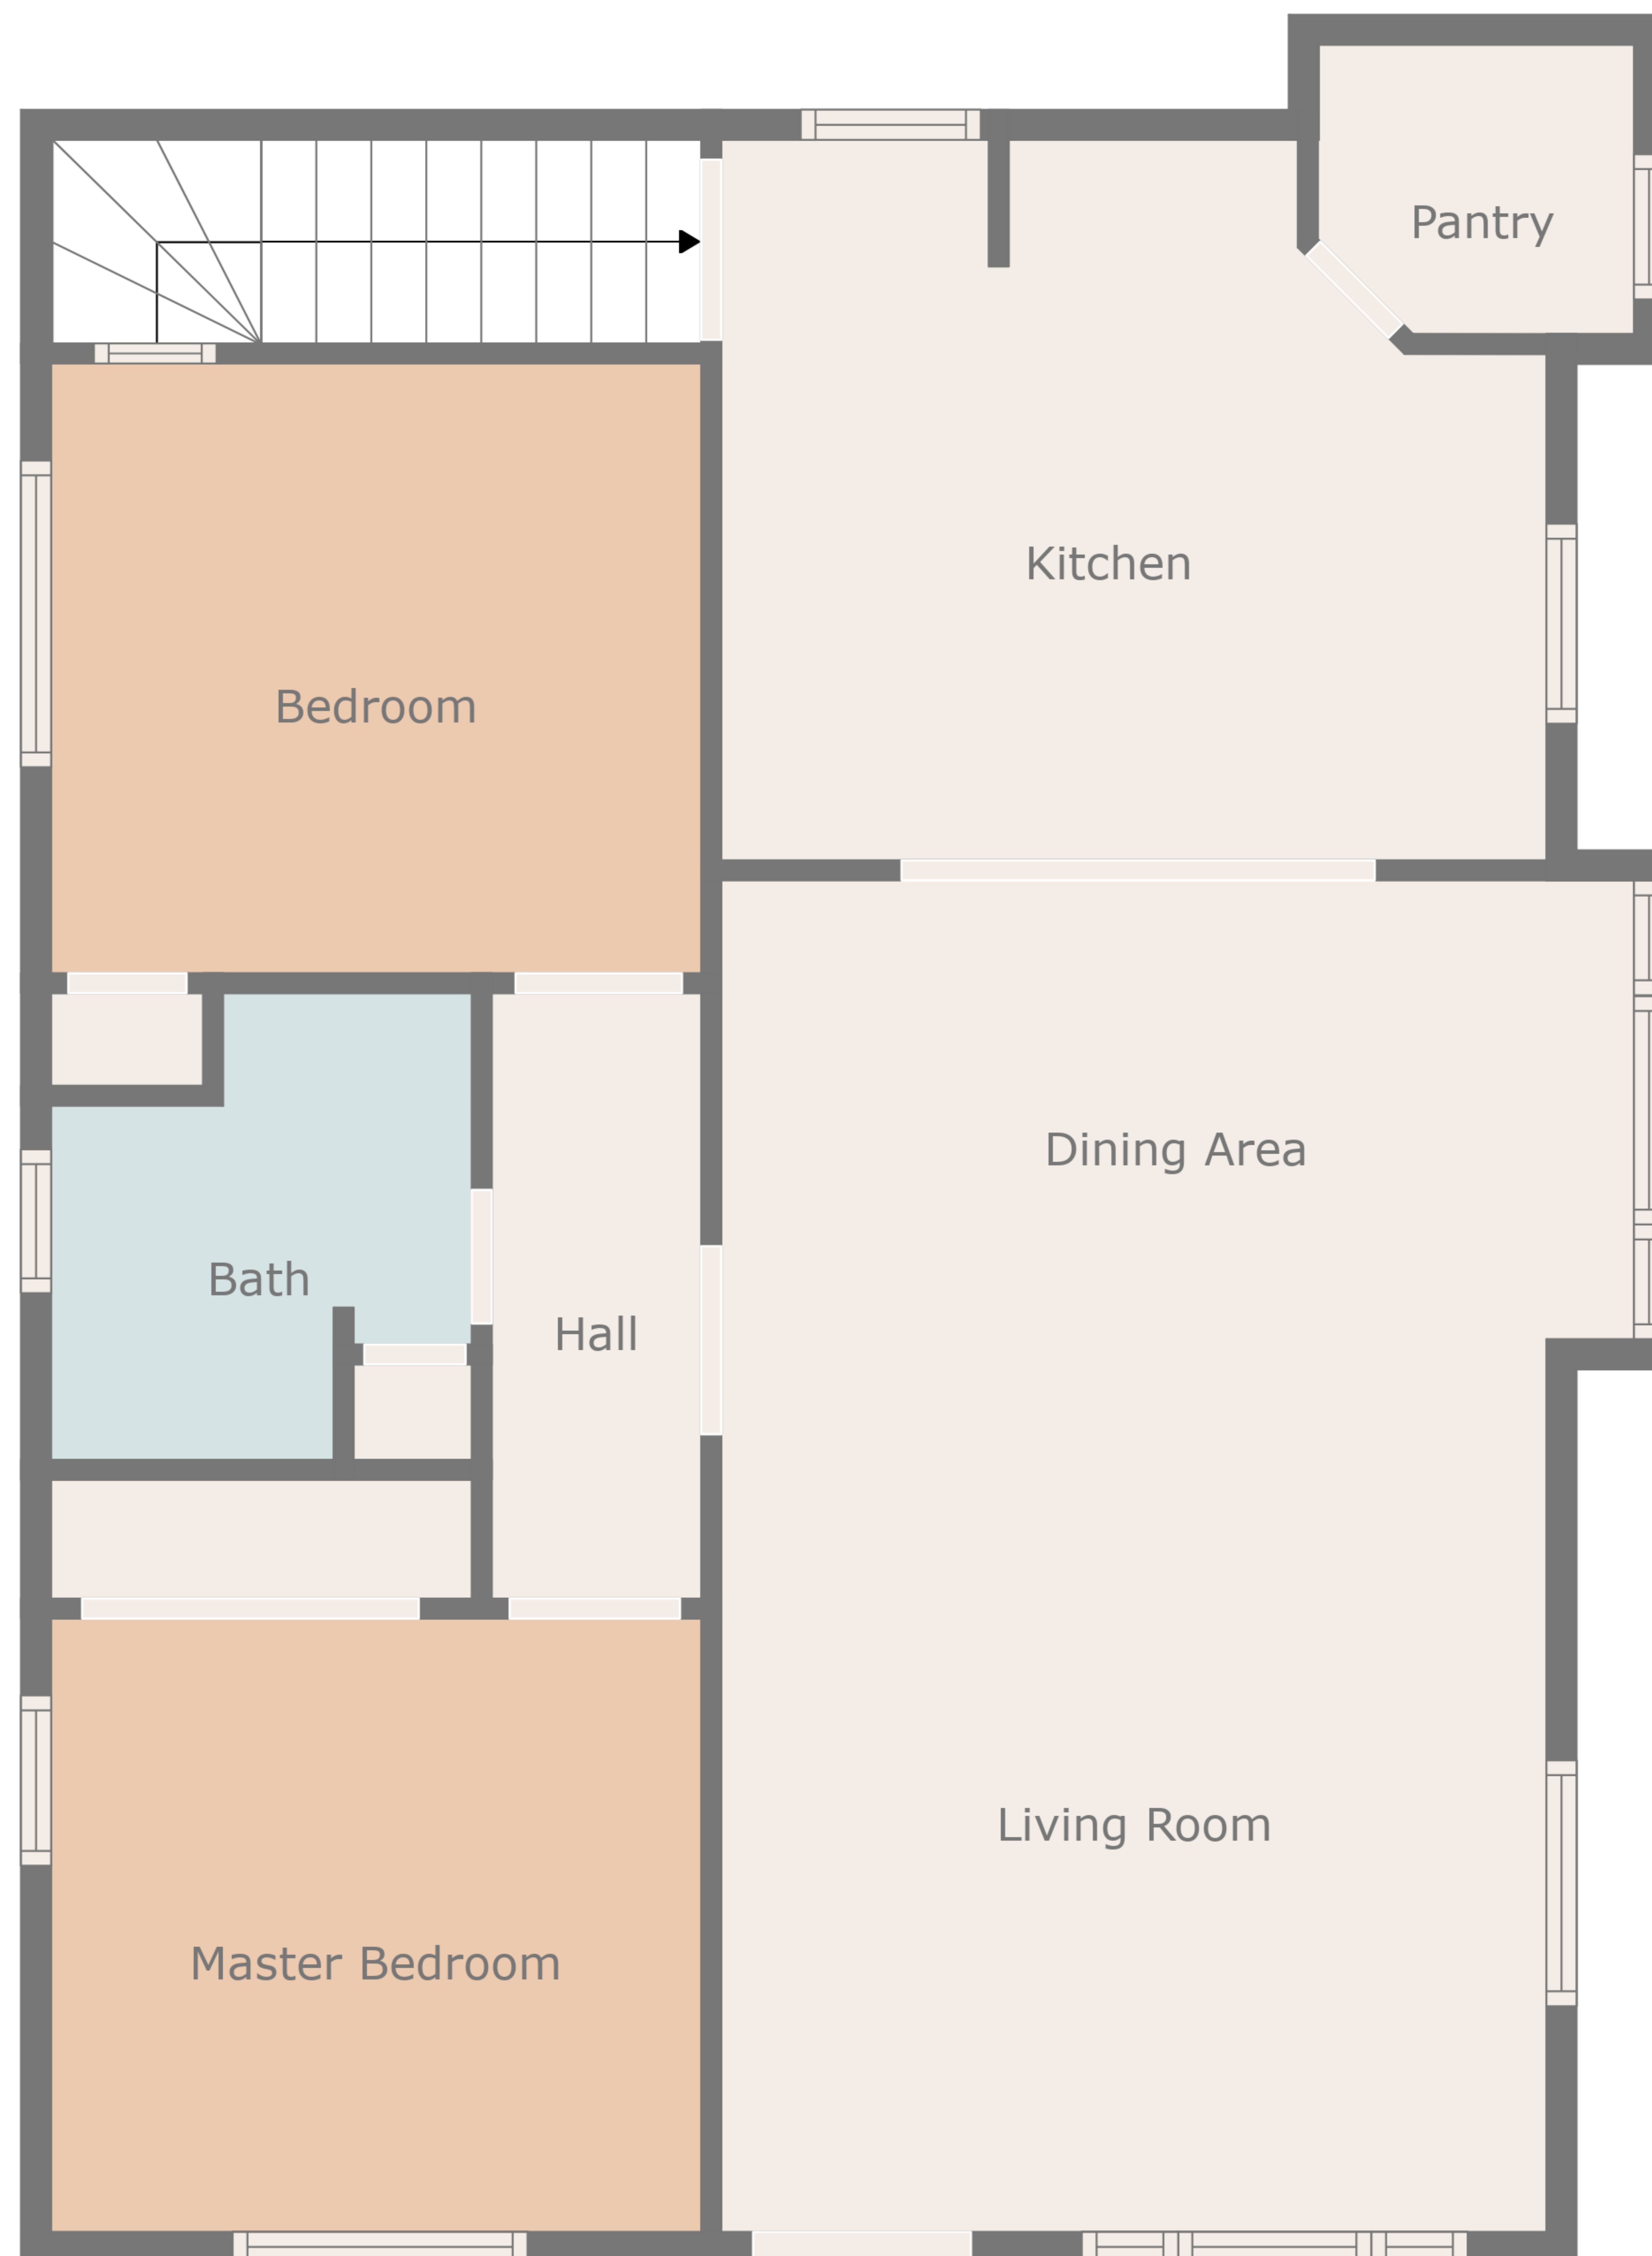 Pantry
Kitchen
Bedroom
Dining Area
Bath
Hall
Living Room
Master Bedroom